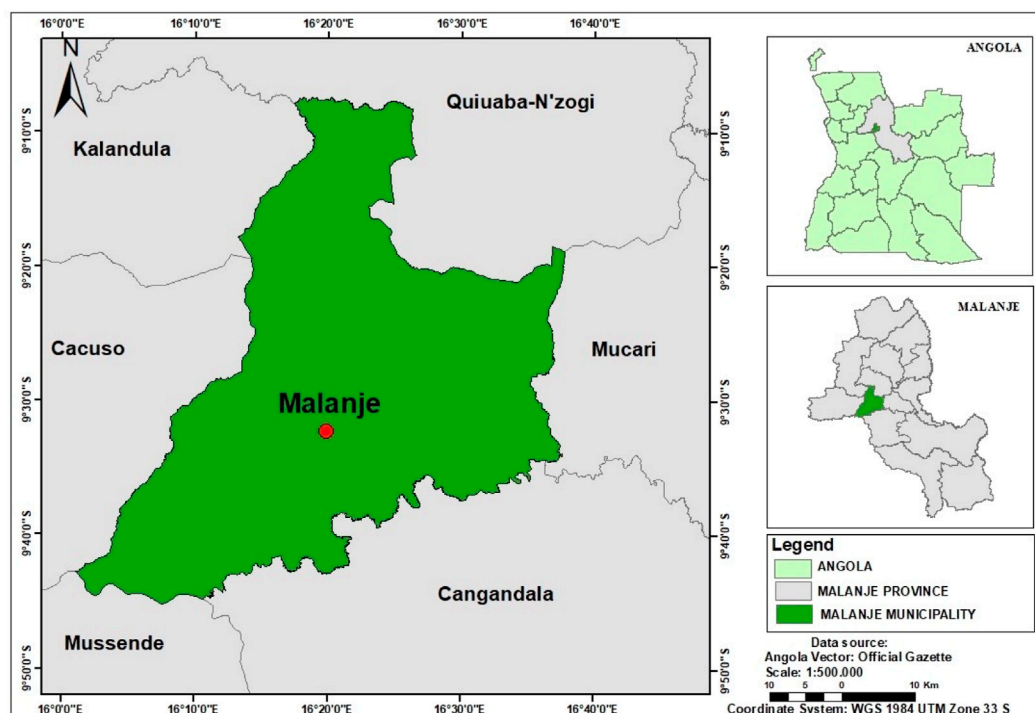 16°0'0"E 16°10'0"E 16°20'0"E 16°30'0"E 16°40'0"E
N
Quiuaba-N'zogi
Kalandula
9°10'0"S
9°10'0"S
9°20'0"S
9°20'0"S
Cacuso
Mucari
Malanje
9°30'0"S
9°30'0"S
9°40'0"S
9°40'0"S
Cangandala
Mussende
9°50'0"S
9°50'0"S
16°0'0"E 16°10'0"E 16°20'0"E 16°30'0"E 16°40'0"E
ANGOLA
MALANJE
Legend
ANGOLA
MALANJE PROVINCE
MALANJE MUNICIPALITY
Data source:
Angola Vector: Official Gazette
Scale: 1:500.000
10 5 0 10 Km
Coordinate System: WGS 1984 UTM Zone 33 S